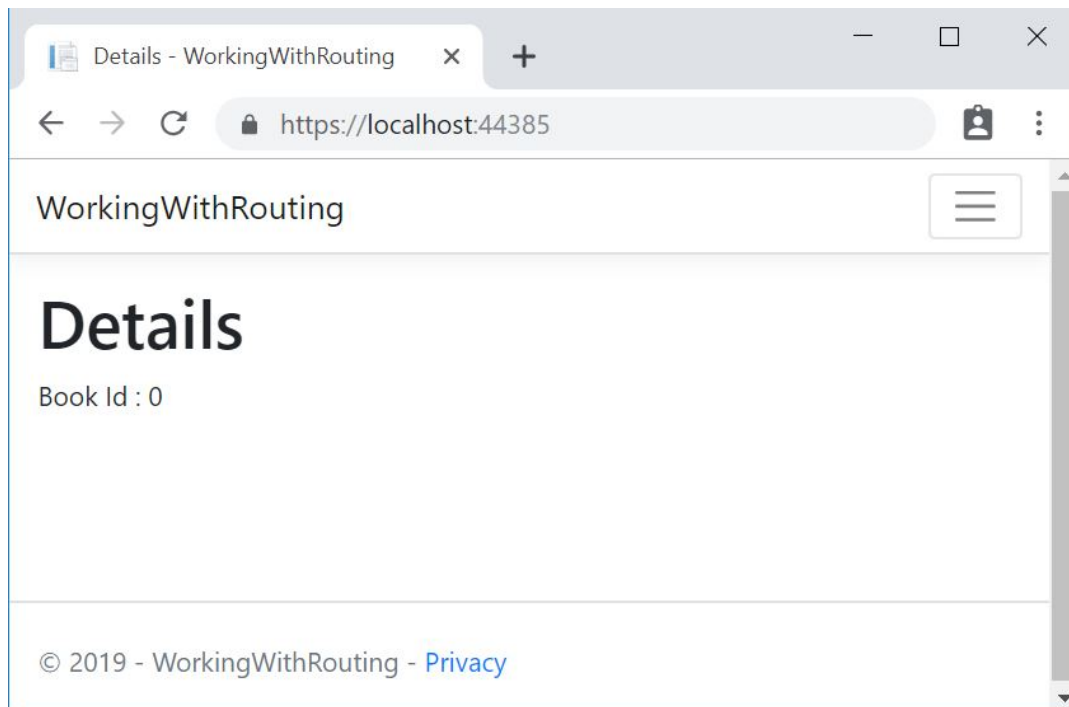 Details - WorkingWithRouting
https://localhost:44385
WorkingWithRouting
Details
Book Id : 0
© 2019 - WorkingWithRouting - Privacy